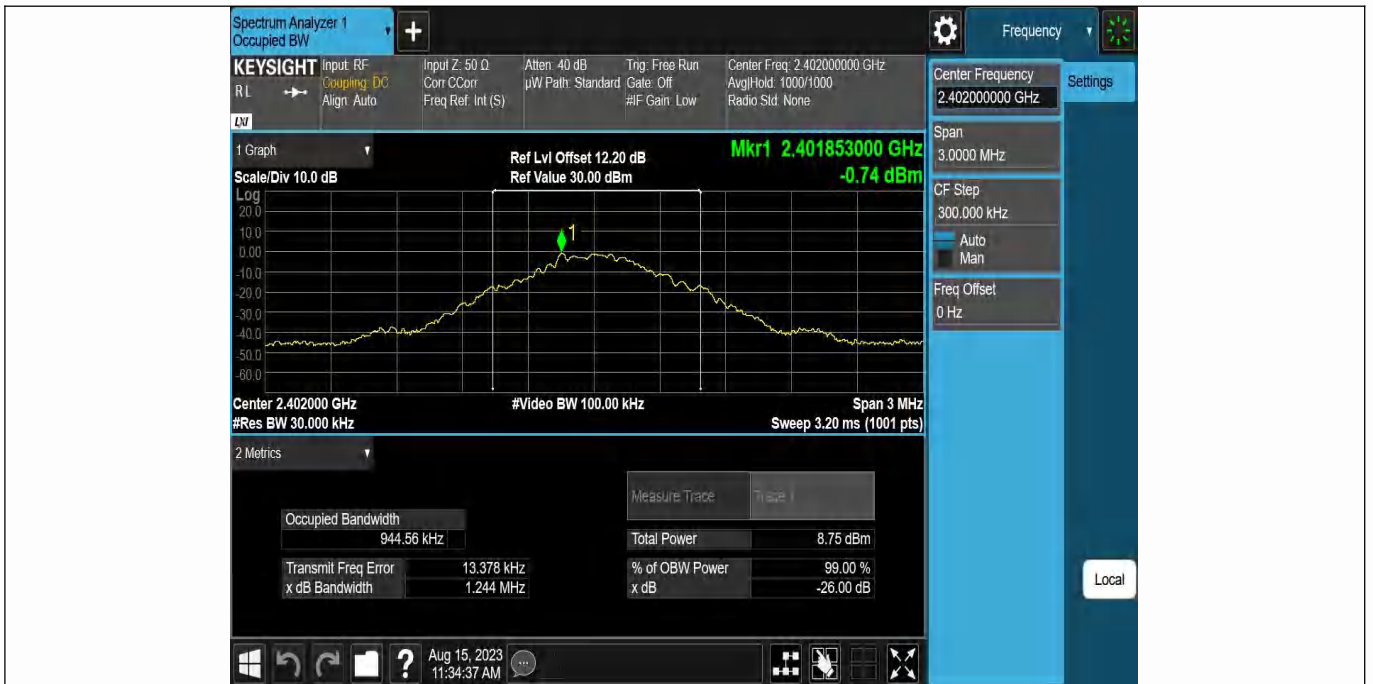 Spectrum Analyzer 1
Occupied BW
+
Frequency
KEYSIGHT
RL
LXI
Input: RF
Coupling: DC
Align: Auto
Input Z: 50 Ω
Corr CCorr
Freq Ref: Int (S)
Atten: 40 dB
µW Path: Standard
Trig: Free Run
Gate: Off
#IF Gain: Low
Center Freq: 2.402000000 GHz
Avg|Hold: 1000/1000
Radio Std: None
Center Frequency
2.402000000 GHz
Settings
Span
3.0000 MHz
CF Step
300.000 kHz
Auto
Man
Freq Offset
0 Hz
1 Graph
Scale/Div 10.0 dB
Ref Lvl Offset 12.20 dB
Ref Value 30.00 dBm
Mkr1 2.401853000 GHz
-0.74 dBm
Log
20.0
10.0
0.00
-10.0
-20.0
-30.0
-40.0
-50.0
-60.0
1
Center 2.402000 GHz
#Res BW 30.000 kHz
#Video BW 100.00 kHz
Span 3 MHz
Sweep 3.20 ms (1001 pts)
2 Metrics
Measure Trace Trace 1
Occupied Bandwidth
944.56 kHz
Total Power 8.75 dBm
Transmit Freq Error 13.378 kHz
% of OBW Power 99.00 %
x dB Bandwidth 1.244 MHz
x dB -26.00 dB
Local
?
Aug 15, 2023
11:34:37 AM